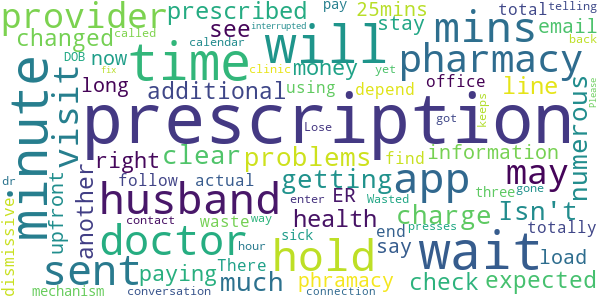 provider
prescribed
25mins
pay
total
telling
called
calendar
stay
email
back
changed
see
interrupted
DOB
now
time
will
mins
money
office
line
fix
clinic
yet
long
additional
using
depend
pharmacy
minute
visit
prescription
keeps
got
Please
Lose
numerous
right
clear
problems
find
information
another
husband
getting
app
may
three
gone
follow
actual
ER
enter
Wasted
dr
upfront
contact
waste
way
health
charge
Isn't
dismissive
doctor
hold
wait
hour
sick
end
say
presses
totally
sent
paying
There
much
phramacy
check
load
expected
mechanism
conversation
connection